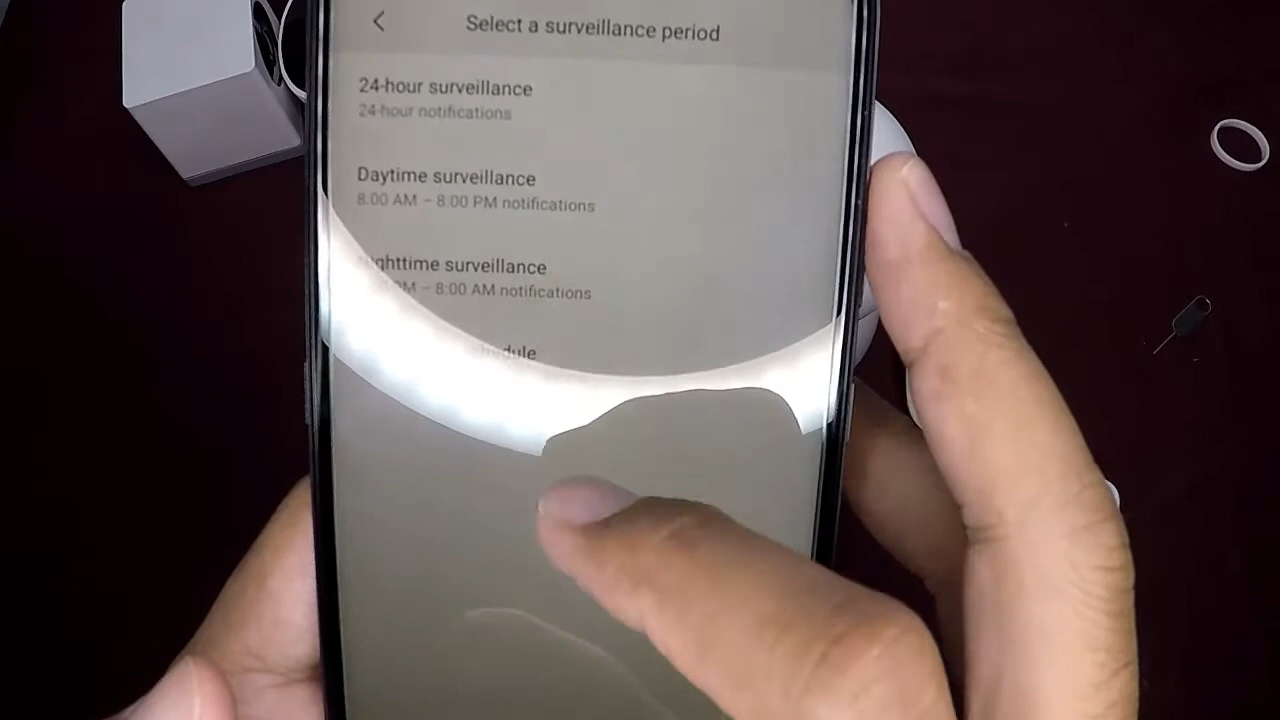 Select a surveillance period
24-hour surveillance
24-hour notifications
Daytime surveillance
8:00 AM – 8:00 PM notifications
surveillance
– 8:00 AM notifications